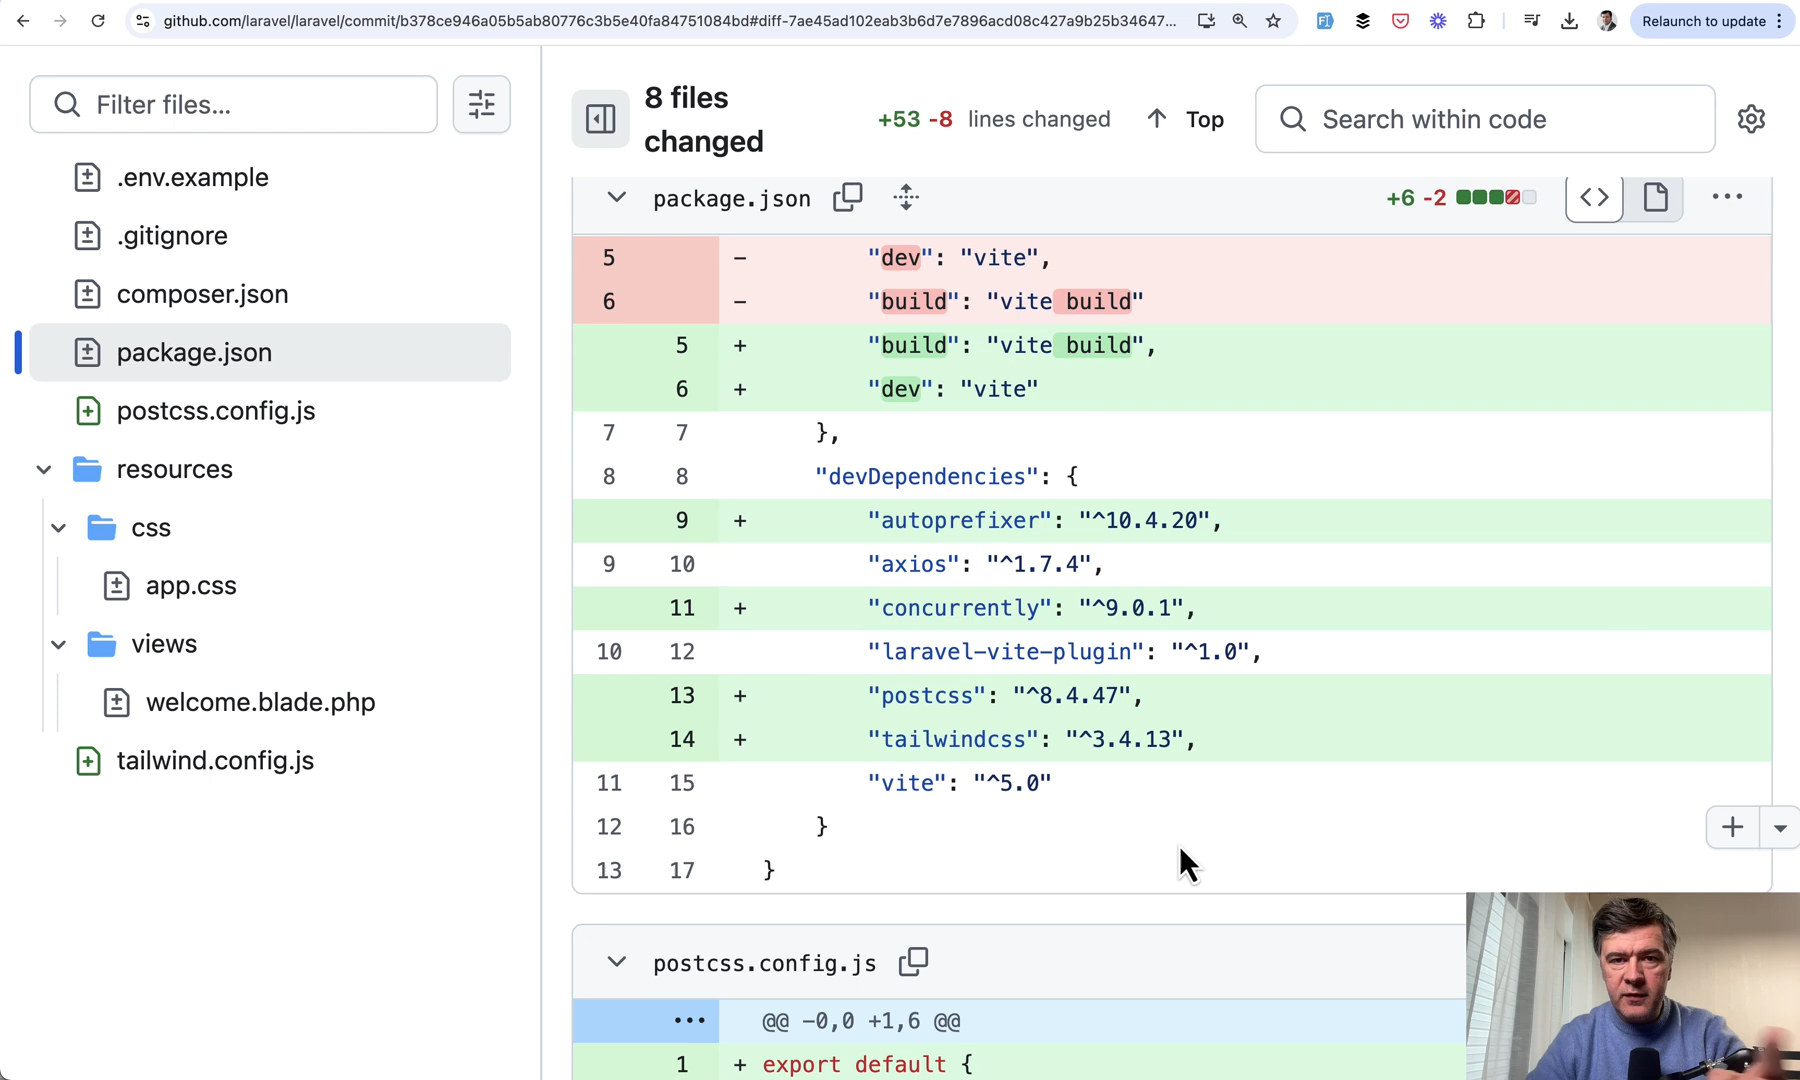 github.com/laravel/laravel/commit/b378ce946a05b5ab80776c3b5e40fa84751084bd#diff-7ae45ad102eab3b6d7e7896acd08c427a9b25b34647...
Relaunch to update
Filter files...
.env.example
.gitignore
composer.json
package.json
postcss.config.js
resources
css
app.css
views
welcome.blade.php
tailwind.config.js
8 files
changed
+53 -8 lines changed
Top
Search within code
package.json
+6 -2
5 - "dev": "vite",
6 - "build": "vite build"
5 + "build": "vite build",
6 + "dev": "vite"
7 7 },
8 8 "devDependencies": {
9 + "autoprefixer": "^10.4.20",
9 10 "axios": "^1.7.4",
11 + "concurrently": "^9.0.1",
10 12 "laravel-vite-plugin": "^1.0",
13 + "postcss": "^8.4.47",
14 + "tailwindcss": "^3.4.13",
11 15 "vite": "^5.0"
12 16 }
13 17 }
postcss.config.js
... @@ -0,0 +1,6 @@
1 + export default {